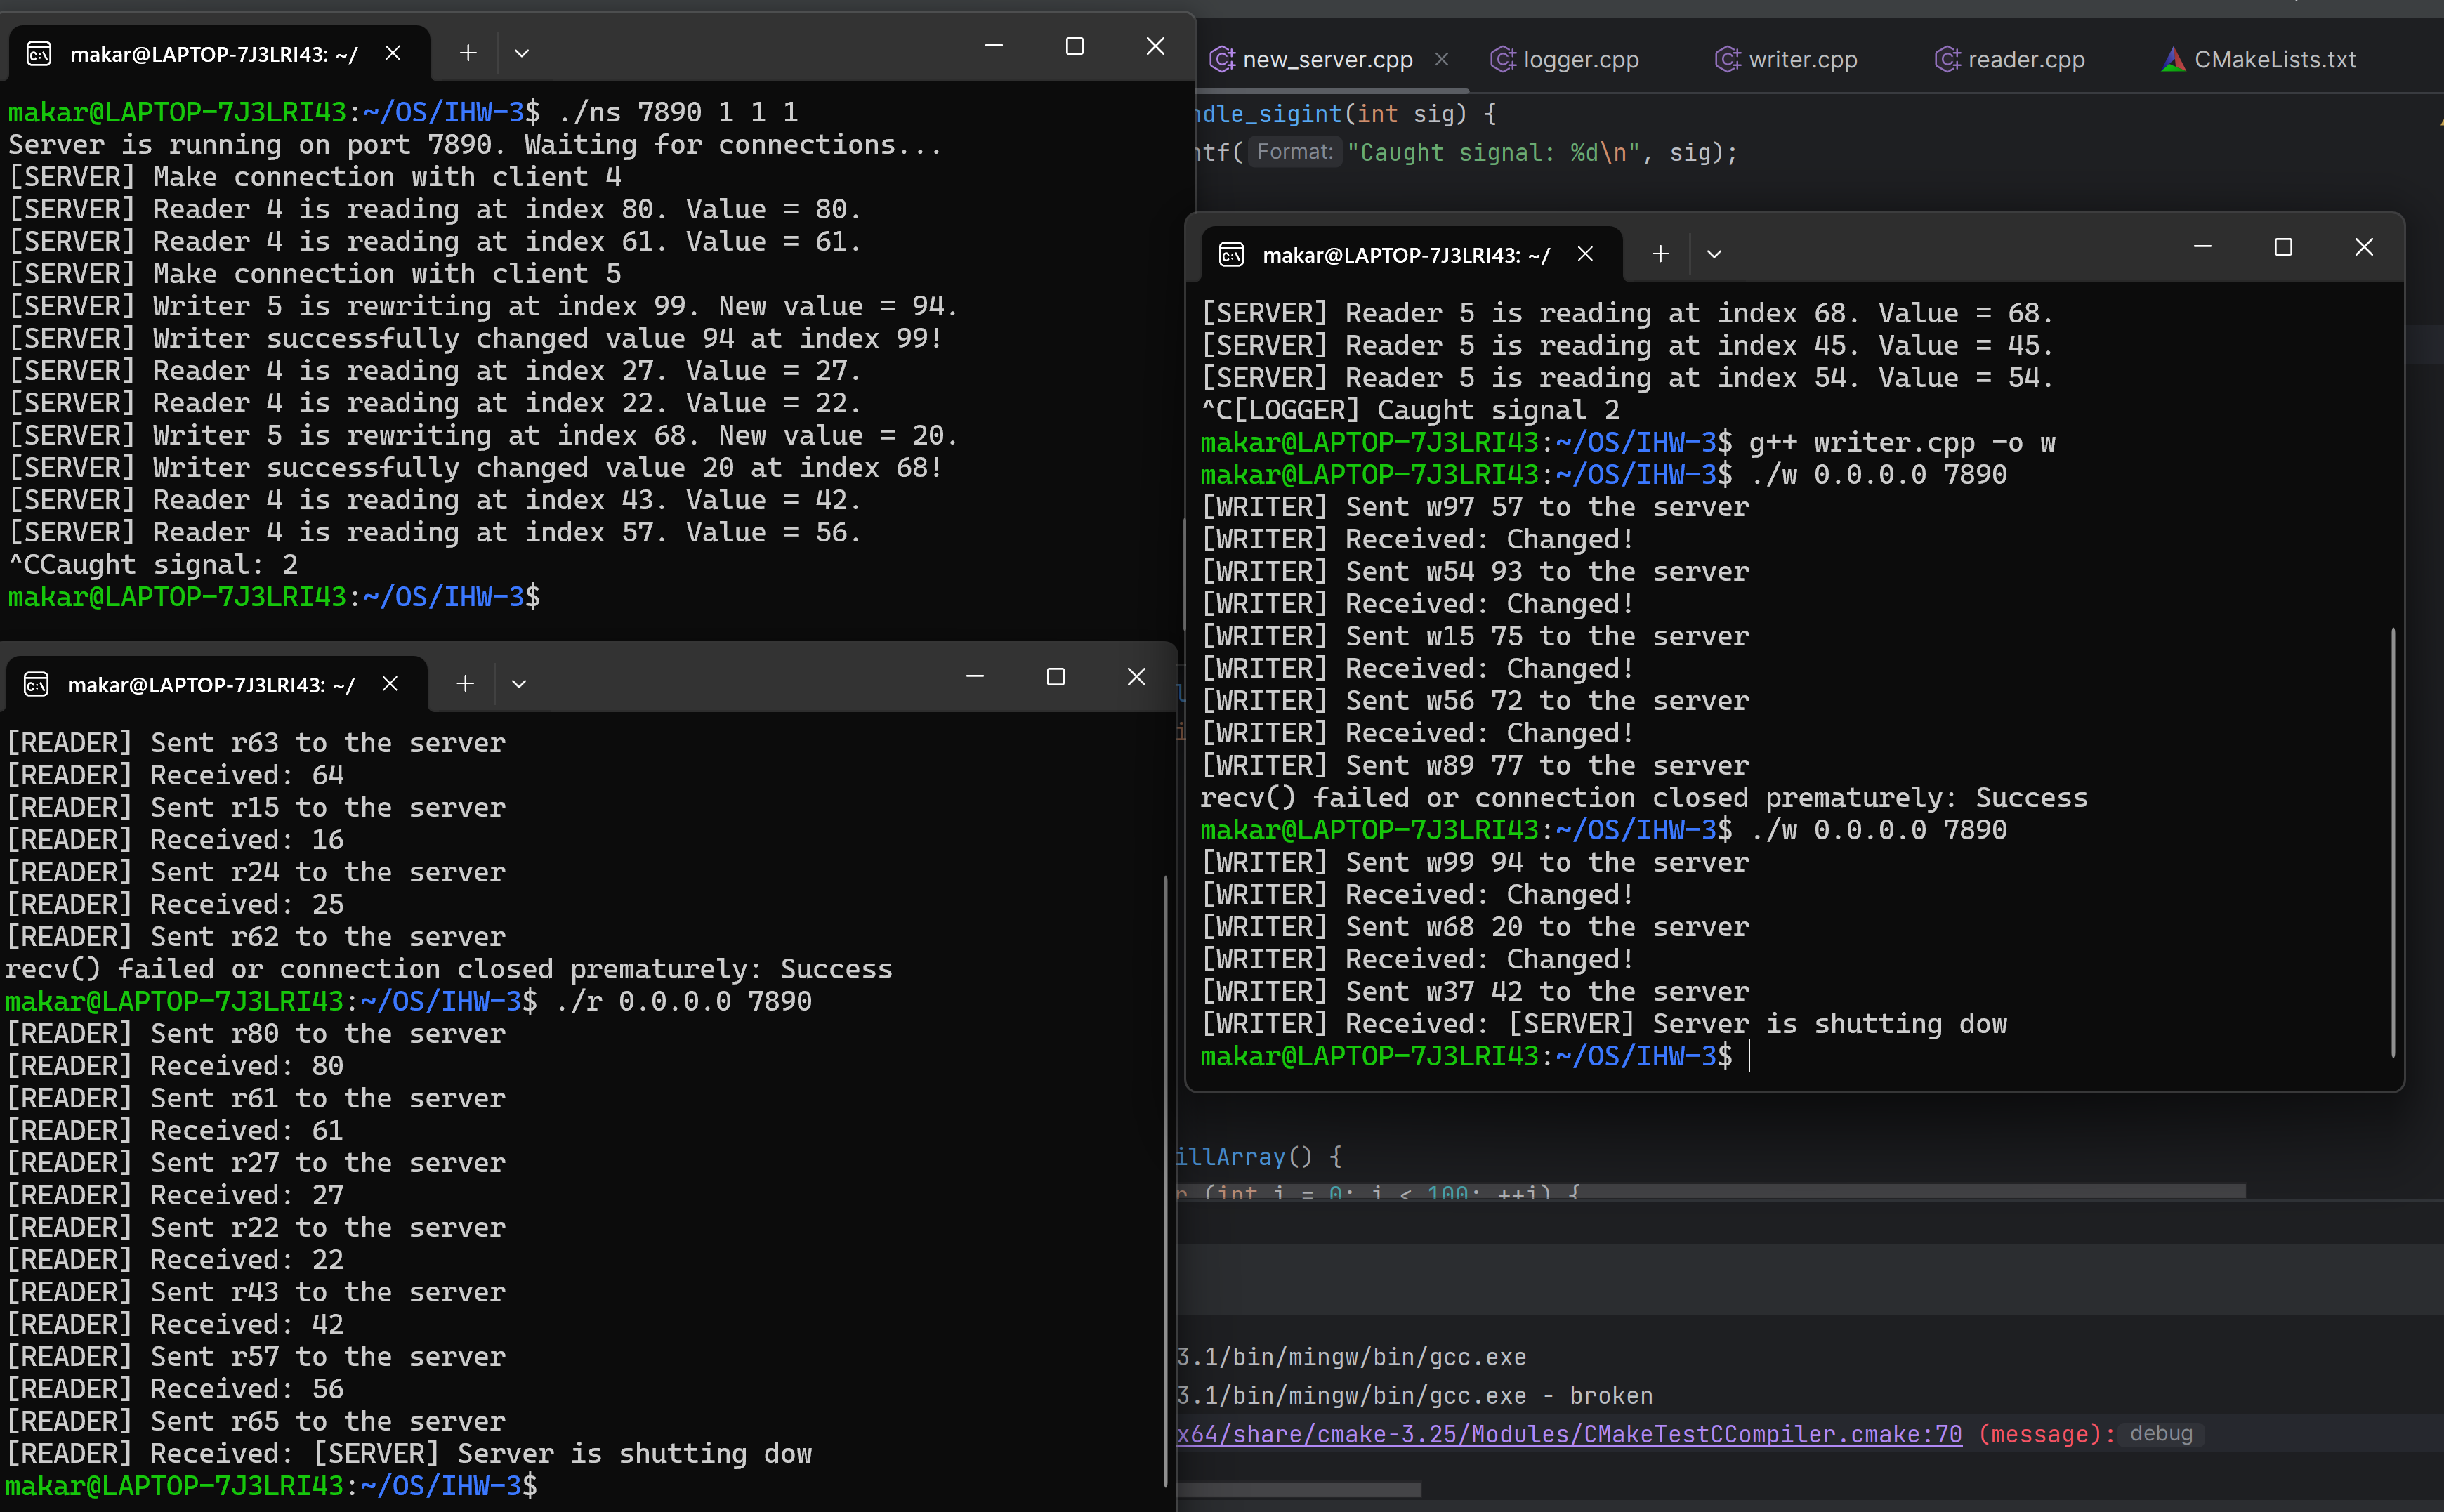 makar@LAPTOP-7J3LRI43: ~/
makar@LAPTOP-7J3LRI43:~/OS/IHW-3$ ./ns 7890 1 1 1
Server is running on port 7890. Waiting for connections...
[SERVER] Make connection with client 4
[SERVER] Reader 4 is reading at index 80. Value = 80.
[SERVER] Reader 4 is reading at index 61. Value = 61.
[SERVER] Make connection with client 5
[SERVER] Writer 5 is rewriting at index 99. New value = 94.
[SERVER] Writer successfully changed value 94 at index 99!
[SERVER] Reader 4 is reading at index 27. Value = 27.
[SERVER] Reader 4 is reading at index 22. Value = 22.
[SERVER] Writer 5 is rewriting at index 68. New value = 20.
[SERVER] Writer successfully changed value 20 at index 68!
[SERVER] Reader 4 is reading at index 43. Value = 42.
[SERVER] Reader 4 is reading at index 57. Value = 56.
^CCaught signal: 2
makar@LAPTOP-7J3LRI43:~/OS/IHW-3$
makar@LAPTOP-7J3LRI43: ~/
[READER] Sent r63 to the server
[READER] Received: 64
[READER] Sent r15 to the server
[READER] Received: 16
[READER] Sent r24 to the server
[READER] Received: 25
[READER] Sent r62 to the server
recv() failed or connection closed prematurely: Success
makar@LAPTOP-7J3LRI43:~/OS/IHW-3$ ./r 0.0.0.0 7890
[READER] Sent r80 to the server
[READER] Received: 80
[READER] Sent r61 to the server
[READER] Received: 61
[READER] Sent r27 to the server
[READER] Received: 27
[READER] Sent r22 to the server
[READER] Received: 22
[READER] Sent r43 to the server
[READER] Received: 42
[READER] Sent r57 to the server
[READER] Received: 56
[READER] Sent r65 to the server
[READER] Received: [SERVER] Server is shutting dow
makar@LAPTOP-7J3LRI43:~/OS/IHW-3$
new_server.cpp logger.cpp writer.cpp reader.cpp CMakeLists.txt
ndle_sigint(int sig) {
ntf( Format: "Caught signal: %d\n", sig);
makar@LAPTOP-7J3LRI43: ~/
[SERVER] Reader 5 is reading at index 68. Value = 68.
[SERVER] Reader 5 is reading at index 45. Value = 45.
[SERVER] Reader 5 is reading at index 54. Value = 54.
^C[LOGGER] Caught signal 2
makar@LAPTOP-7J3LRI43:~/OS/IHW-3$ g++ writer.cpp -o w
makar@LAPTOP-7J3LRI43:~/OS/IHW-3$ ./w 0.0.0.0 7890
[WRITER] Sent w97 57 to the server
[WRITER] Received: Changed!
[WRITER] Sent w54 93 to the server
[WRITER] Received: Changed!
[WRITER] Sent w15 75 to the server
[WRITER] Received: Changed!
[WRITER] Sent w56 72 to the server
[WRITER] Received: Changed!
[WRITER] Sent w89 77 to the server
recv() failed or connection closed prematurely: Success
makar@LAPTOP-7J3LRI43:~/OS/IHW-3$ ./w 0.0.0.0 7890
[WRITER] Sent w99 94 to the server
[WRITER] Received: Changed!
[WRITER] Sent w68 20 to the server
[WRITER] Received: Changed!
[WRITER] Sent w37 42 to the server
[WRITER] Received: [SERVER] Server is shutting dow
makar@LAPTOP-7J3LRI43:~/OS/IHW-3$
illArray() {
r (int i = 0; i < 100; ++i) {
3.1/bin/mingw/bin/gcc.exe
3.1/bin/mingw/bin/gcc.exe - broken
x64/share/cmake-3.25/Modules/CMakeTestCCompiler.cmake:70 (message): debug